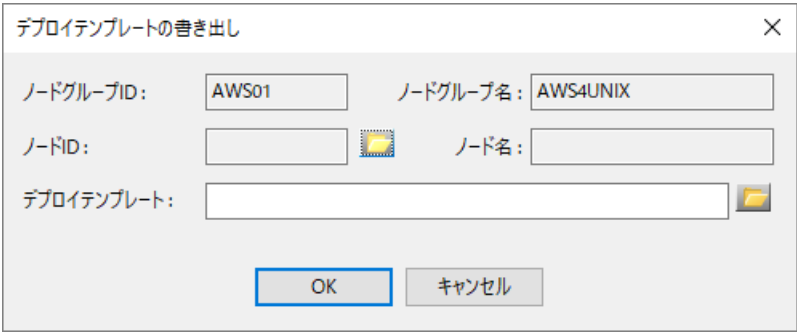 デプロイテンプレートの書き出し
ノードグループID： AWS01 ノードグループ名： AWS4UNIX
ノードID： ノード名：
デプロイテンプレート：
OK キャンセル